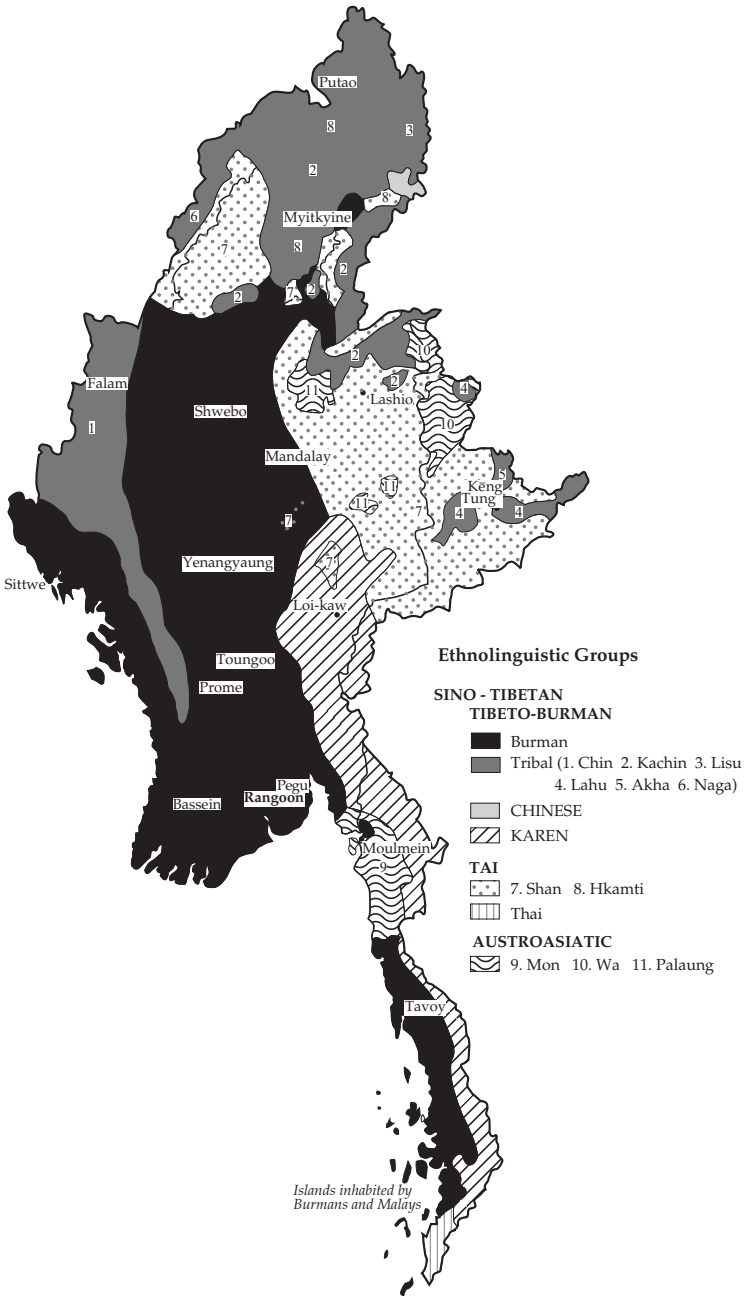 Putao
8
3
2
8
6
Myitkyine
7
8
2
2
7
2
2
10
Falam
11
2
4
Lashio
1
Shwebo
10
Mandalay
5
11
Keng
Tung
11
7
4
4
7
Yenangyaung
7
Sittwe
Loi-kaw
Toungoo
Prome
Pegu
Rangoon
Bassein
Moulmein
9
Tavoy
Islands inhabited by
Burmans and Malays
Ethnolinguistic Groups
SINO - TIBETAN
TIBETO-BURMAN
Burman
Tribal (1. Chin 2. Kachin 3. Lisu
4. Lahu 5. Akha 6. Naga)
CHINESE
KAREN
TAI
7. Shan 8. Hkamti
Thai
AUSTROASIATIC
9. Mon 10. Wa 11. Palaung